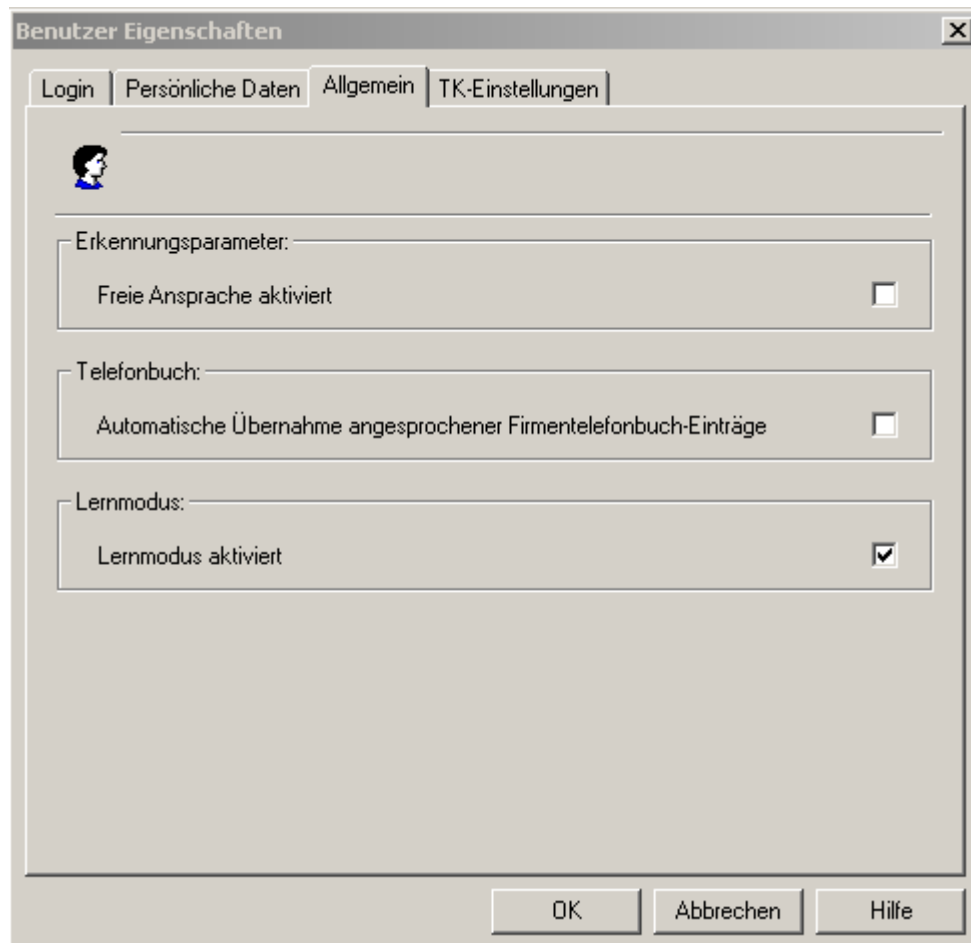 Benutzer Eigenschaften
Login Persönliche Daten Allgemein TK-Einstellungen
Erkennungsparameter:
Freie Ansprache aktiviert
Telefonbuch:
Automatische Übernahme angesprochener Firmentelefonbuch-Einträge
Lernmodus:
Lernmodus aktiviert
OK Abbrechen Hilfe